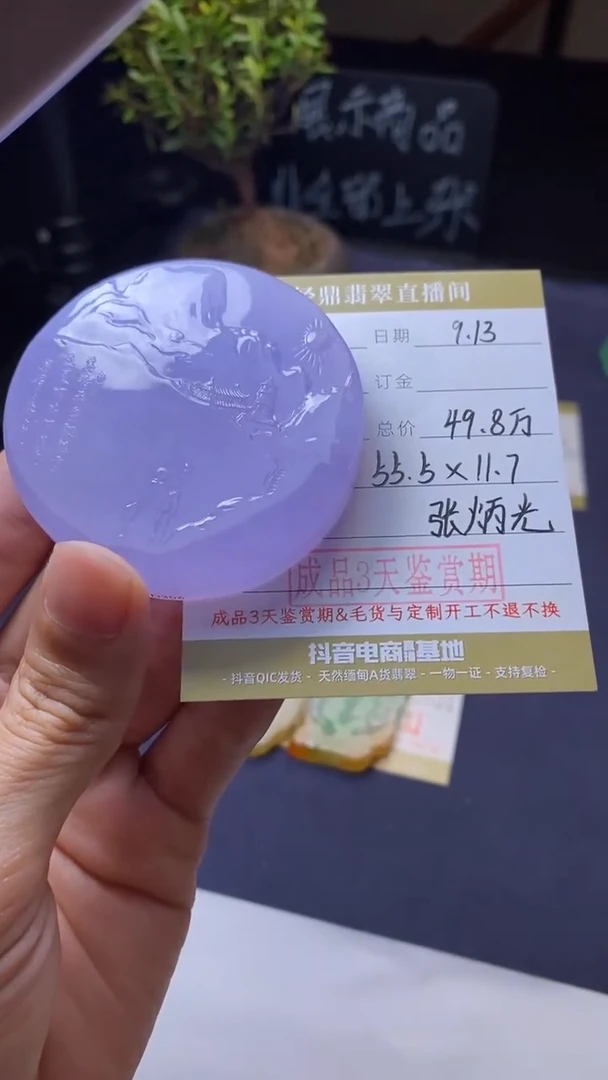 展示商品
鼎翡翠直播间
日期 9.13
订金
总价 49.8万
55.5×11.7
张炳光
成品3天鉴赏期
成品3天鉴赏期&毛货与定制开工不退不换
抖音电商 基地
- 抖音QIC发货 - 天然缅甸A货翡翠 - 一物一证 - 支持复检 -